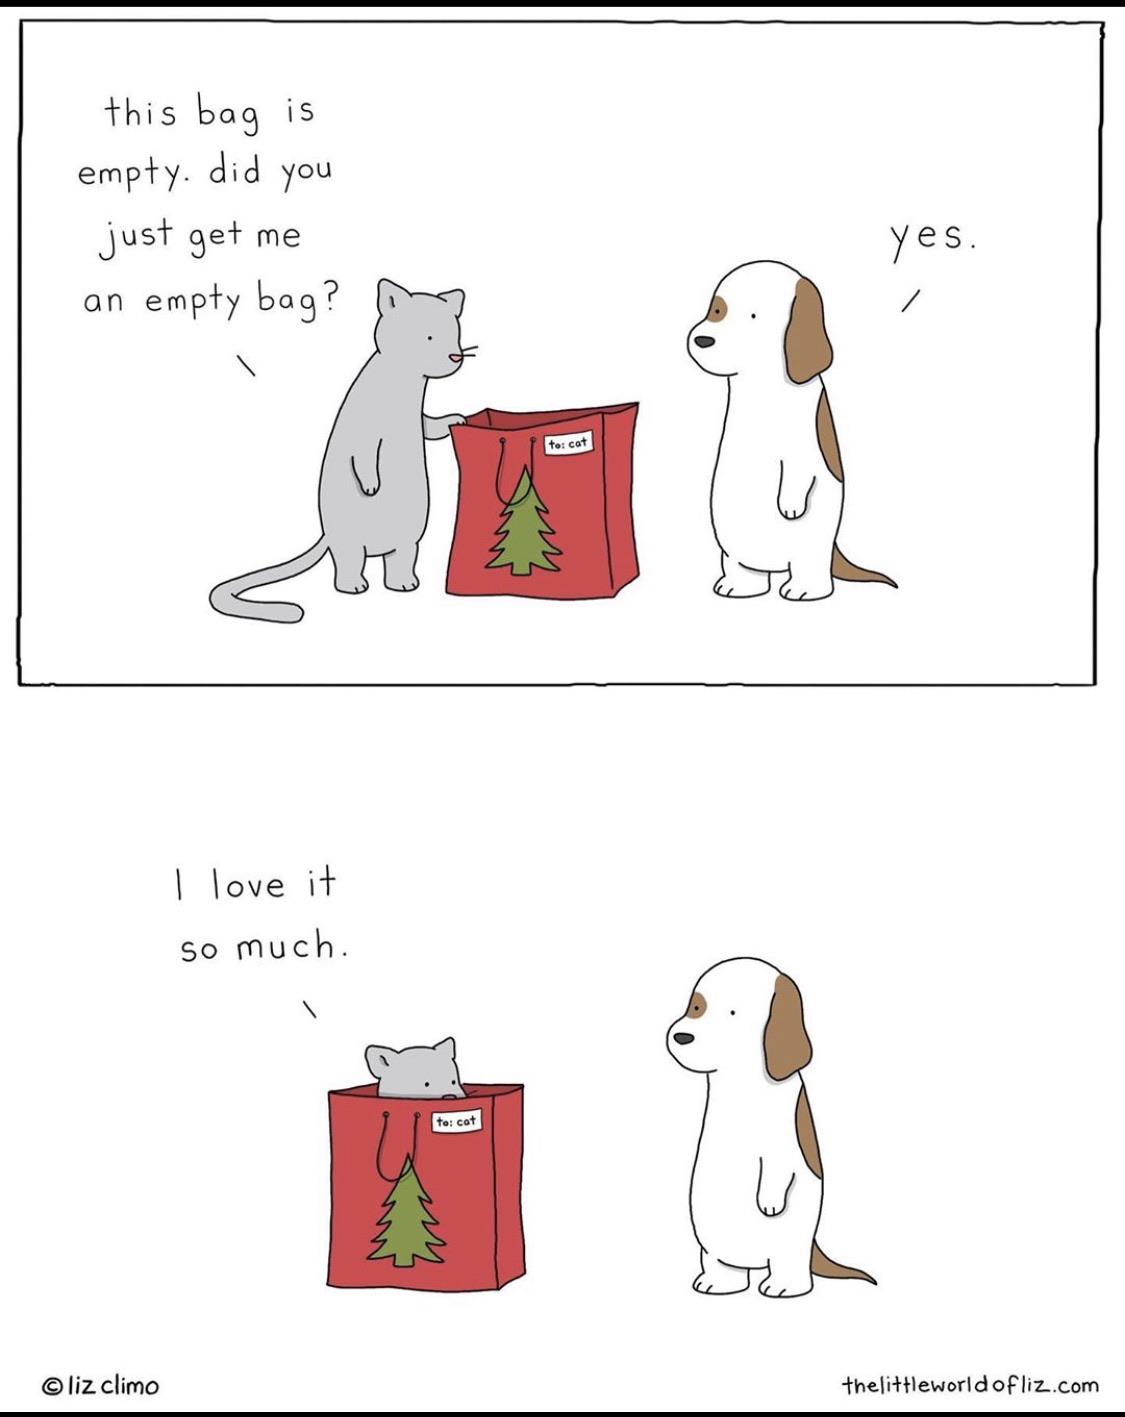 this bag is
empty. did you
just get me
an empty bag?
yes.
to: cat
I love it
so much.
to: cat
© liz climo
thelittleworldofliz.com